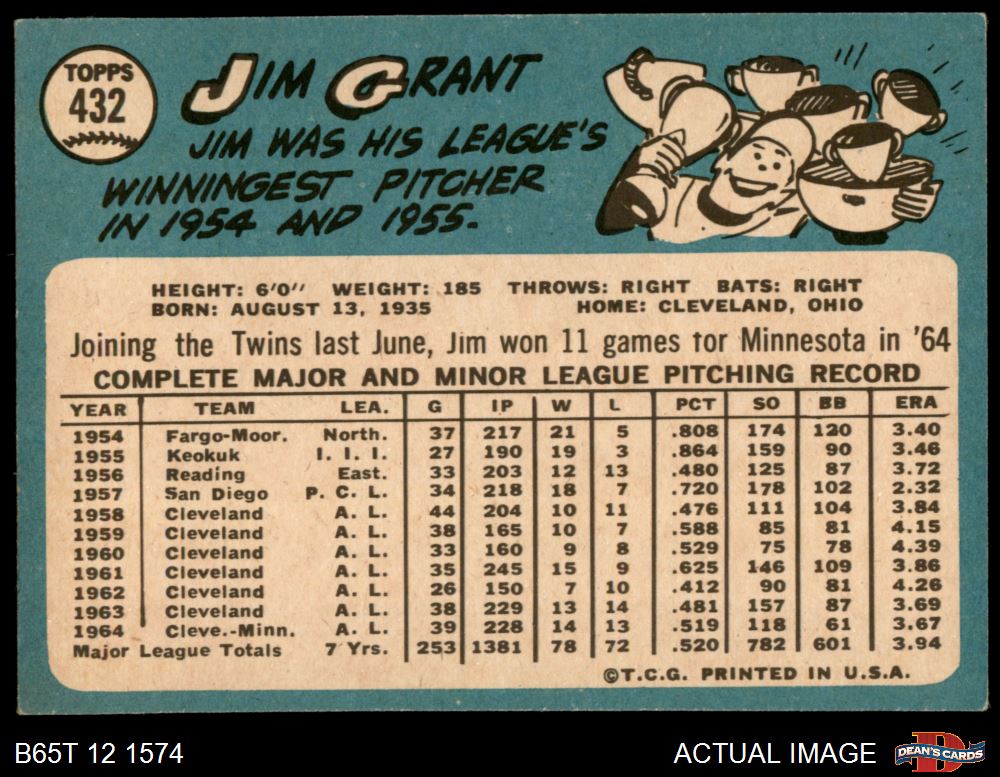 TOPPS
432
JIM GRANT
JIM WAS HIS LEAGUE'S
WINNINGEST PITCHER
IN 1954 AND 1955.
HEIGHT: 6'0" WEIGHT: 185 THROWS: RIGHT BATS: RIGHT
BORN: AUGUST 13, 1935 HOME: CLEVELAND, OHIO
Joining the Twins last June, Jim won 11 games for Minnesota in '64
COMPLETE MAJOR AND MINOR LEAGUE PITCHING RECORD
YEAR TEAM LEA. G IP W L PCT SO BB ERA
1954 Fargo-Moor. North. 37 217 21 5 .808 174 120 3.40
1955 Keokuk I. I. I. 27 190 19 3 .864 159 90 3.46
1956 Reading East. 33 203 12 13 .480 125 87 3.72
1957 San Diego P. C. L. 34 218 18 7 .720 178 102 2.32
1958 Cleveland A. L. 44 204 10 11 .476 111 104 3.84
1959 Cleveland A. L. 38 165 10 7 .588 85 81 4.15
1960 Cleveland A. L. 33 160 9 8 .529 75 78 4.39
1961 Cleveland A. L. 35 245 15 9 .625 146 109 3.86
1962 Cleveland A. L. 26 150 7 10 .412 90 81 4.26
1963 Cleveland A. L. 38 229 13 14 .481 157 87 3.69
1964 Cleve.-Minn. A. L. 39 228 14 13 .519 118 61 3.67
Major League Totals 7 Yrs. 253 1381 78 72 .520 782 601 3.94
©T.C.G. PRINTED IN U.S.A.
B65T 12 1574 ACTUAL IMAGE D DEAN'S CARDS